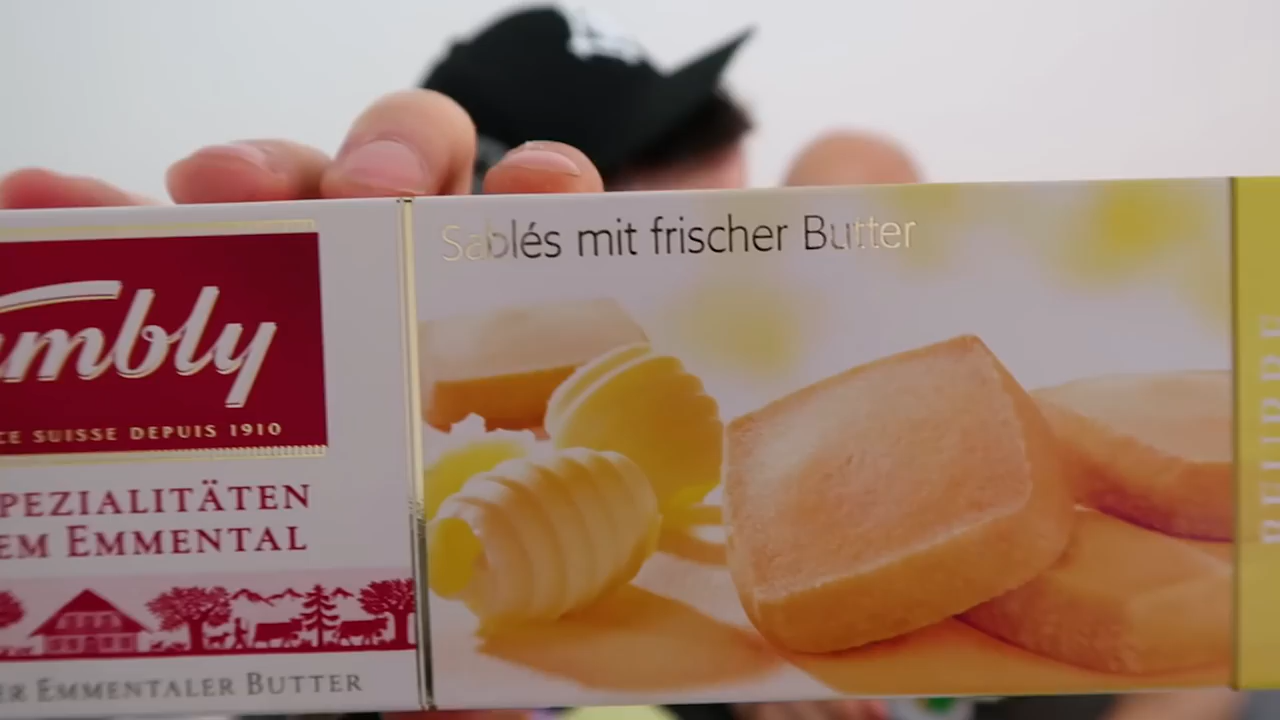 mbly
CE SUISSE DEPUIS 1910
PEZIALITÄTEN
EM EMMENTAL
ER EMMENTALER BUTTER
Sablés mit frischer Butter